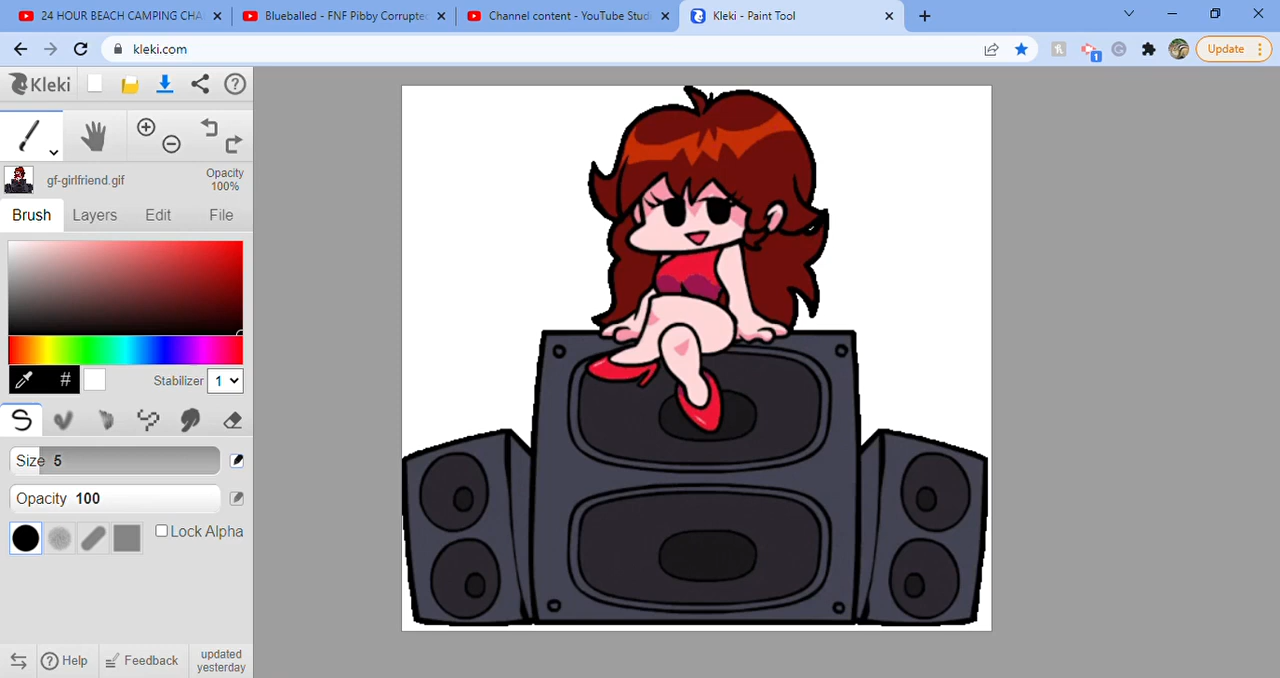 24 HOUR BEACH CAMPING CHA
Blueballed - FNF Pibby Corrupte
Channel content - YouTube Studi
Kleki - Paint Tool
kleki.com
1
Update
Kleki
gf-girlfriend.gif
Opacity
100%
Brush Layers Edit File
# Stabilizer 1
Size 5
Opacity 100
Lock Alpha
Help Feedback updated
yesterday